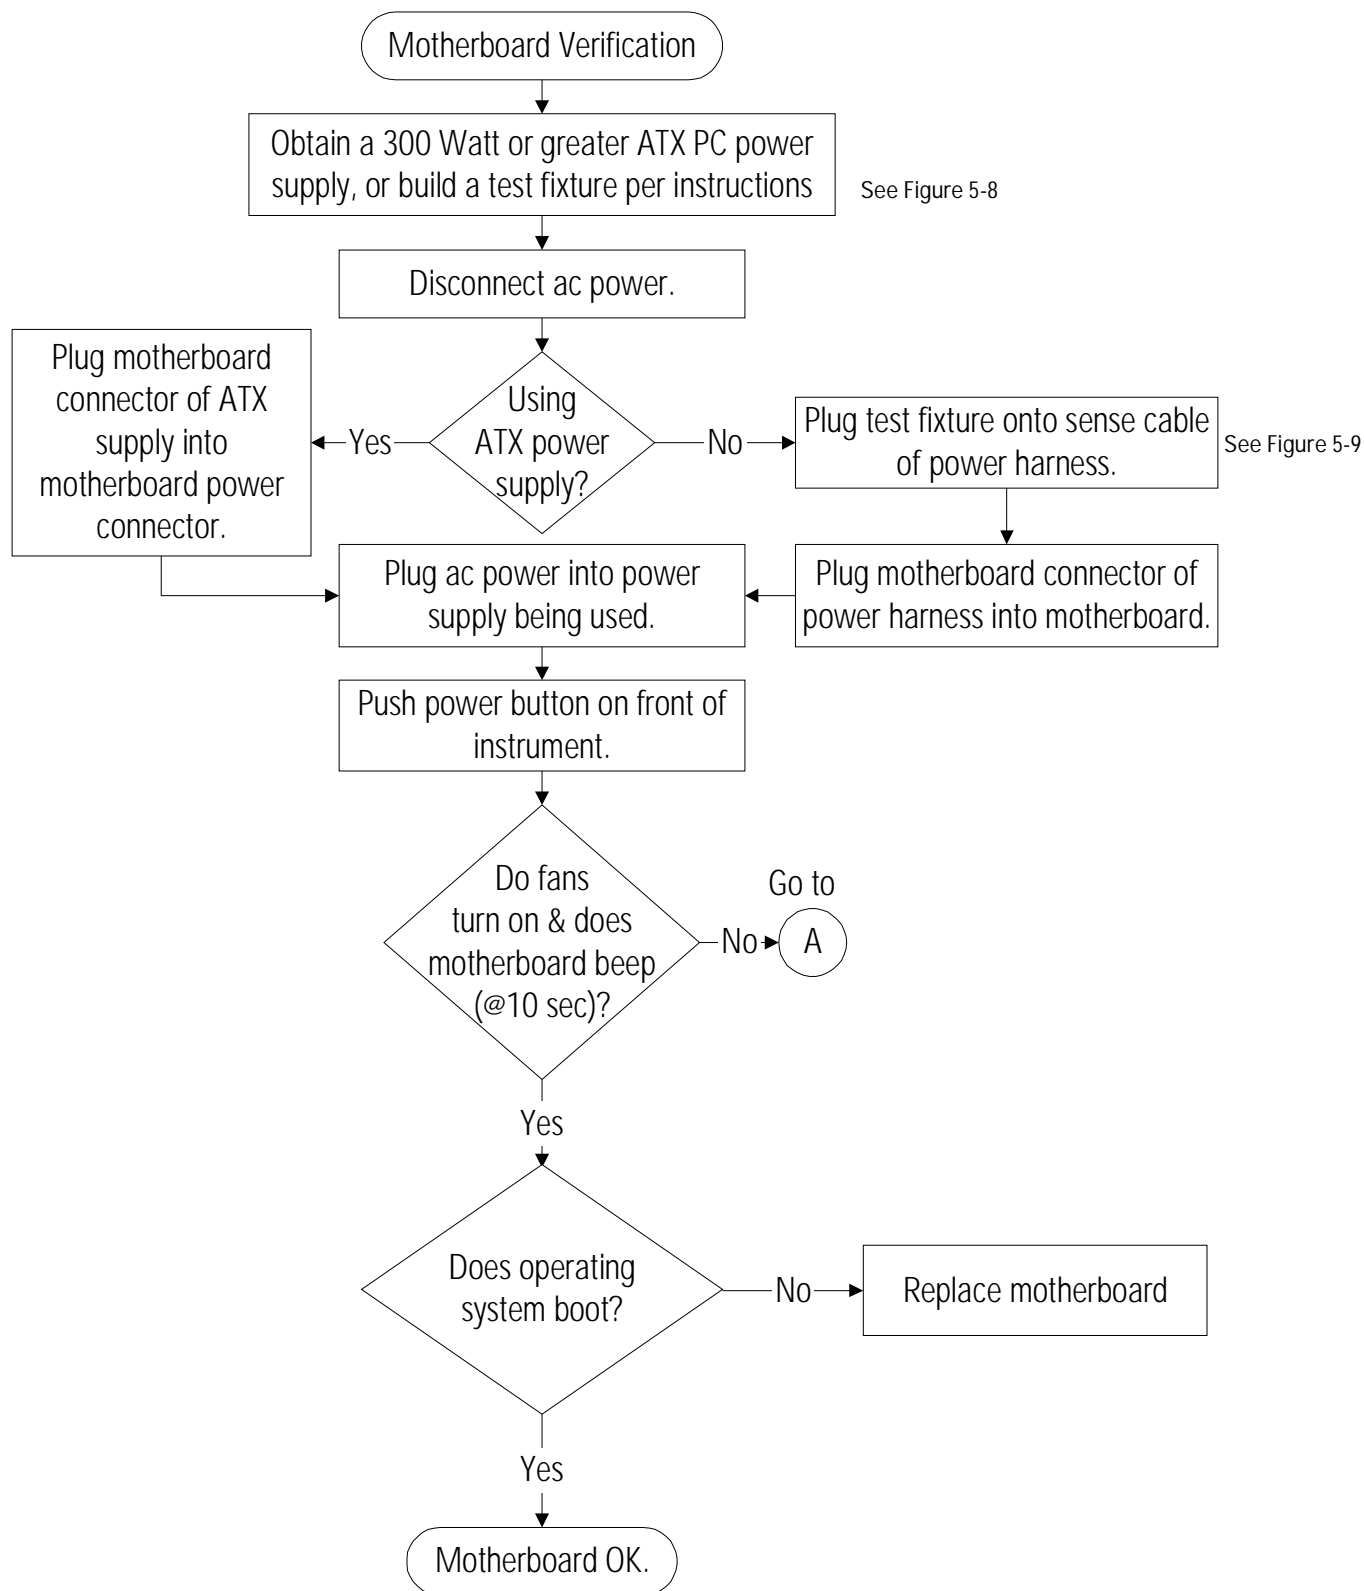 Motherboard Verification
Obtain a 300 Watt or greater ATX PC power
supply, or build a test fixture per instructions
See Figure 5-8
Disconnect ac power.
Plug motherboard
connector of ATX
supply into
motherboard power
connector.
Yes
Using
ATX power
supply?
No
Plug test fixture onto sense cable
of power harness.
See Figure 5-9
Plug ac power into power
supply being used.
Plug motherboard connector of
power harness into motherboard.
Push power button on front of
instrument.
Do fans
turn on & does
motherboard beep
(@10 sec)?
No
Go to
A
Yes
Does operating
system boot?
No
Replace motherboard
Yes
Motherboard OK.